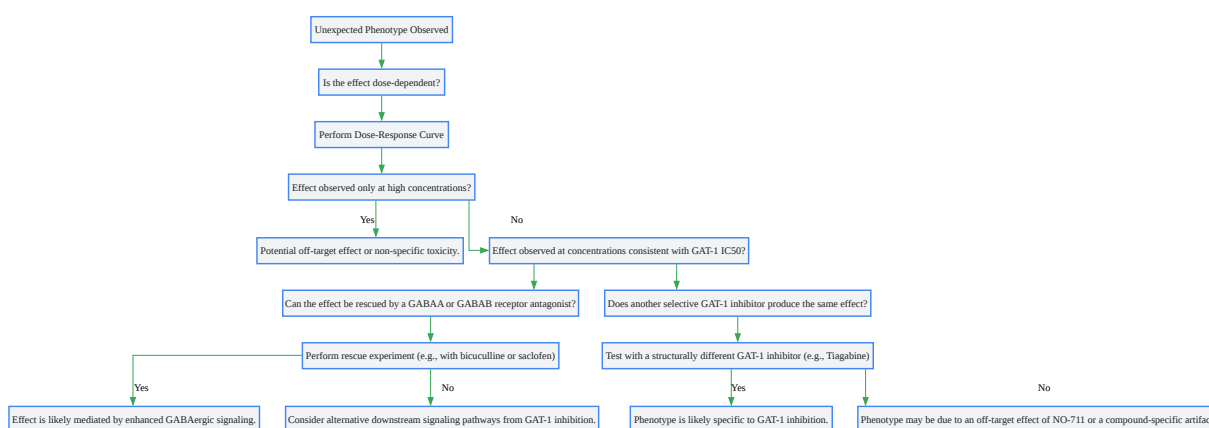 Unexpected Phenotype Observed
Is the effect dose-dependent?
Perform Dose-Response Curve
Effect observed only at high concentrations?
Yes
No
Potential off-target effect or non-specific toxicity.
Effect observed at concentrations consistent with GAT-1 IC50?
Can the effect be rescued by a GABAA or GABAB receptor antagonist?
Does another selective GAT-1 inhibitor produce the same effect?
Perform rescue experiment (e.g., with bicuculline or saclofen)
Test with a structurally different GAT-1 inhibitor (e.g., Tiagabine)
Yes
No
Yes
No
Effect is likely mediated by enhanced GABAergic signaling.
Consider alternative downstream signaling pathways from GAT-1 inhibition.
Phenotype is likely specific to GAT-1 inhibition.
Phenotype may be due to an off-target effect of NO-711 or a compound-specific artifac